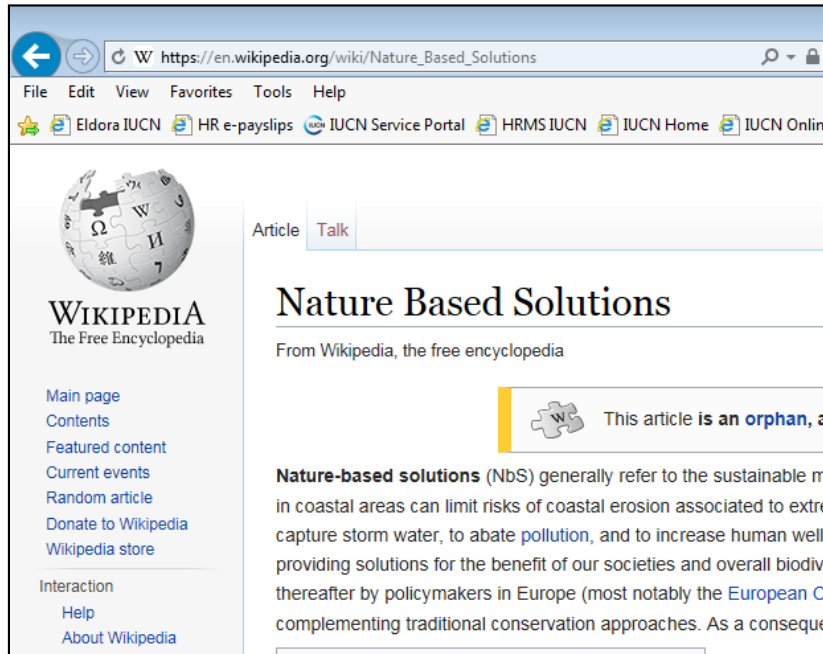 W https://en.wikipedia.org/wiki/Nature_Based_Solutions
File Edit View Favorites Tools Help
Eldora IUCN HR e-payslips IUCN Service Portal HRMS IUCN IUCN Home IUCN Onlin
WIKIPEDIA
The Free Encyclopedia
Main page
Contents
Featured content
Current events
Random article
Donate to Wikipedia
Wikipedia store
Interaction
Help
About Wikipedia
Article Talk
Nature Based Solutions
From Wikipedia, the free encyclopedia
This article is an orphan, a
Nature-based solutions (NbS) generally refer to the sustainable m
in coastal areas can limit risks of coastal erosion associated to extre
capture storm water, to abate pollution, and to increase human well
providing solutions for the benefit of our societies and overall biodiv
thereafter by policymakers in Europe (most notably the European C
complementing traditional conservation approaches. As a conseque